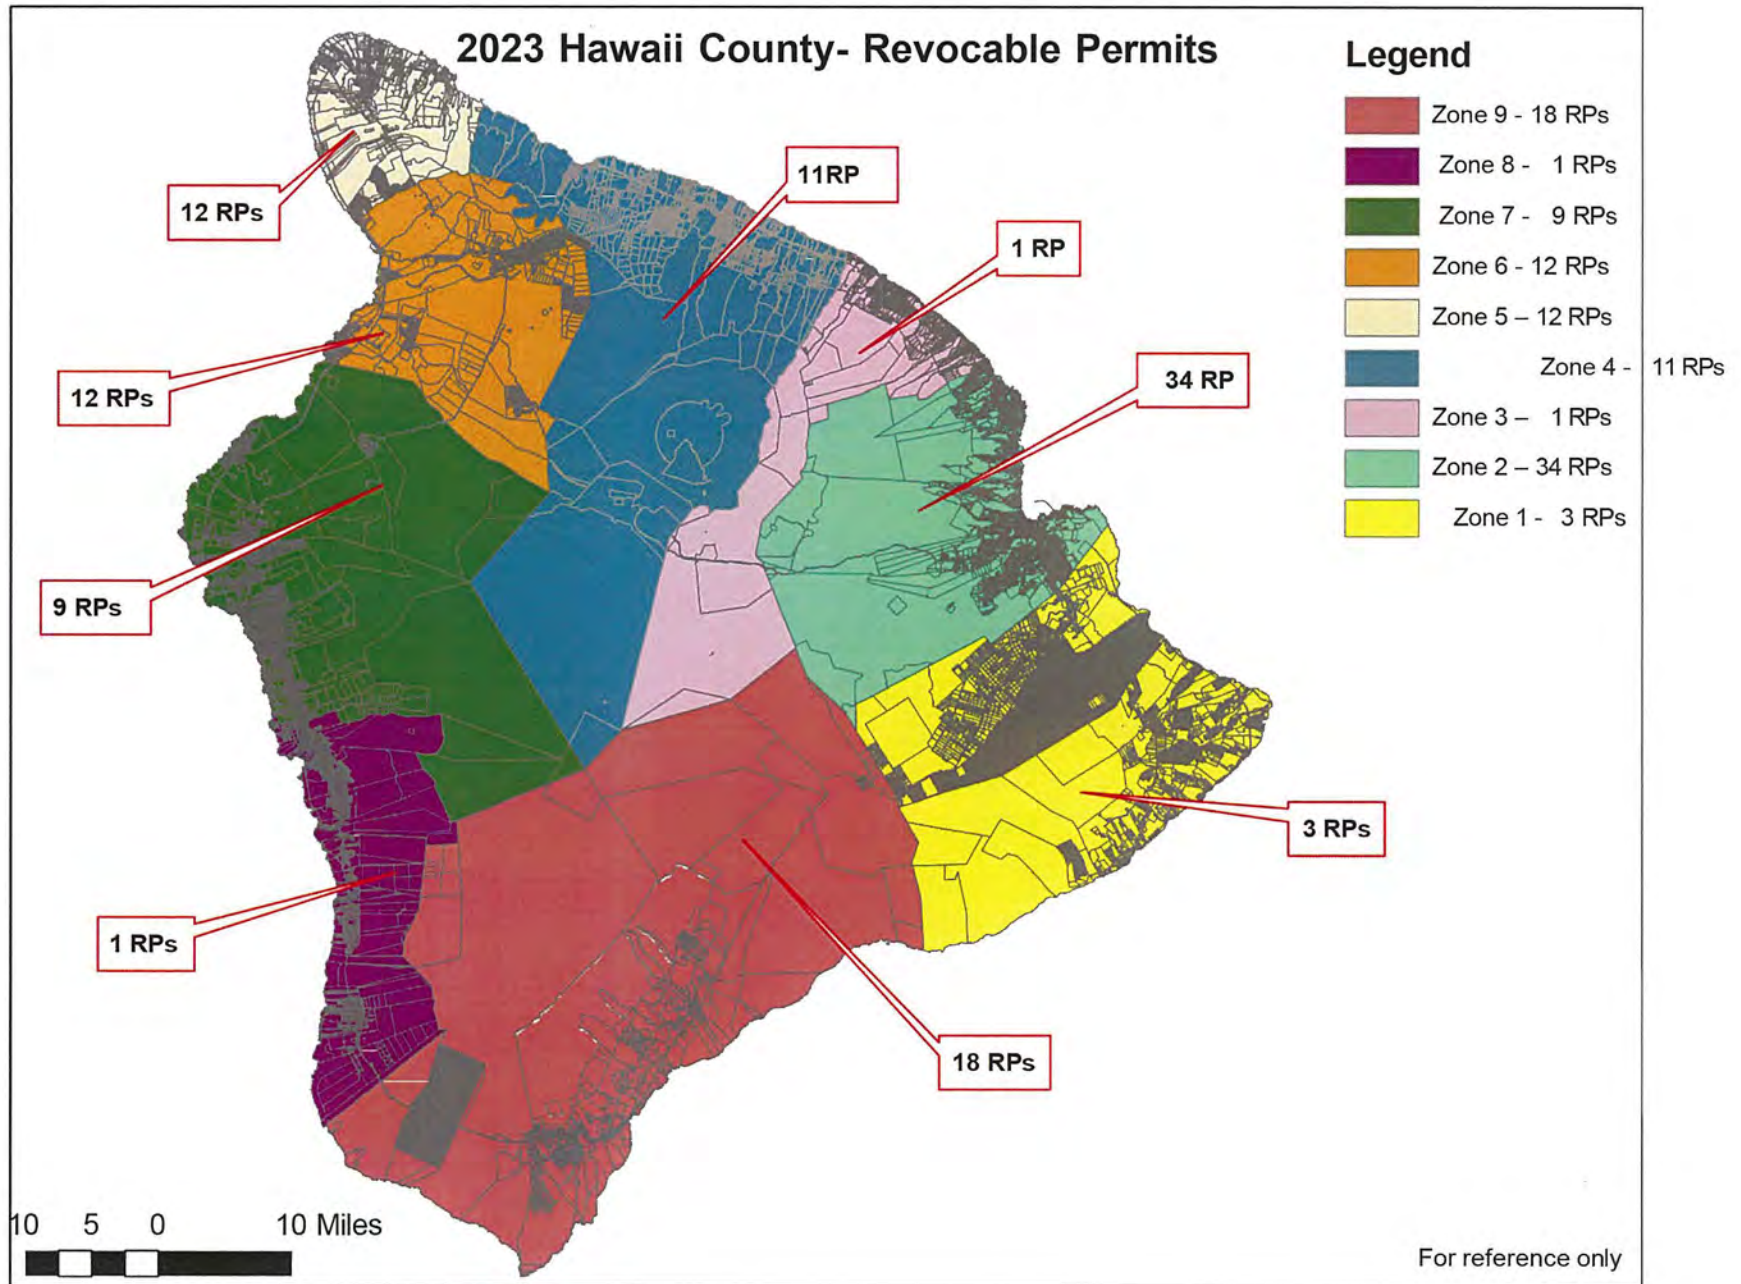 2023 Hawaii County- Revocable Permits
Legend
Zone 9 - 18 RPs
Zone 8 - 1 RPs
Zone 7 - 9 RPs
Zone 6 - 12 RPs
Zone 5 – 12 RPs
Zone 4 - 11 RPs
Zone 3 – 1 RPs
Zone 2 – 34 RPs
Zone 1 - 3 RPs
12 RPs
11RP
1 RP
34 RP
12 RPs
9 RPs
3 RPs
1 RPs
18 RPs
10 5 0 10 Miles
For reference only